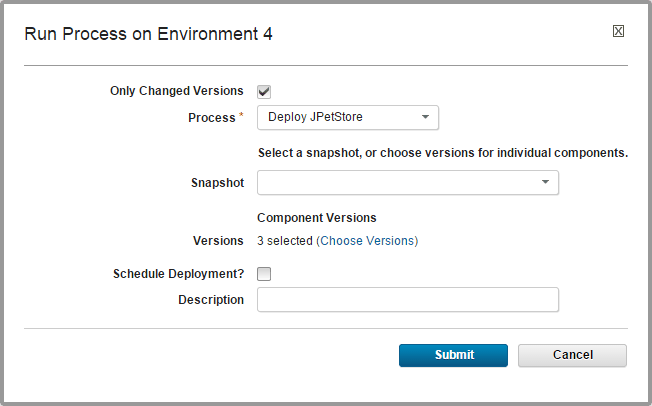 Run Process on Environment 4
X
Only Changed Versions
Process * Deploy JPetStore
Select a snapshot, or choose versions for individual components.
Snapshot
Component Versions
Versions 3 selected (Choose Versions)
Schedule Deployment?
Description
Submit Cancel